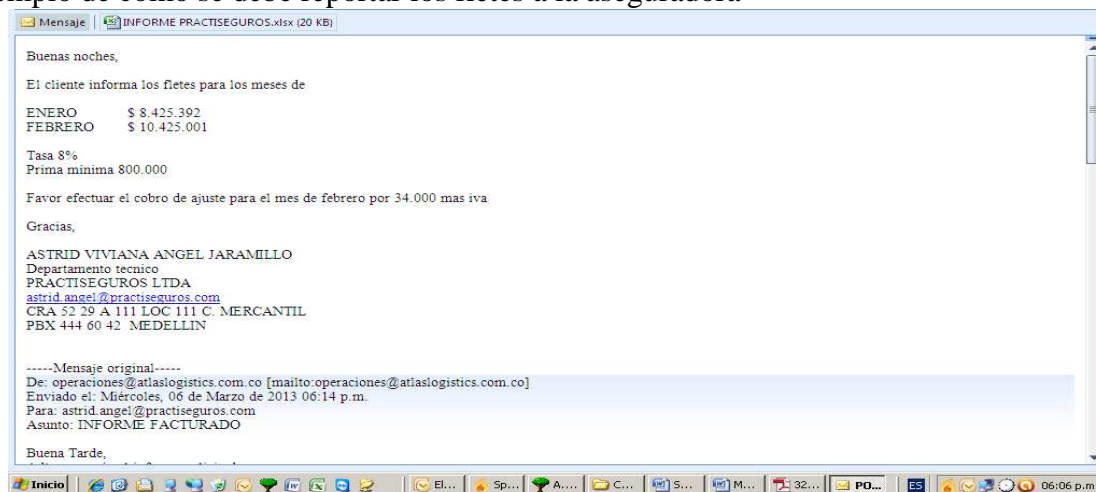 emplo de cómo se debe reportar los fletes a la aseguradora
Mensaje INFORME PRACTISEGUROS.xlsx (20 KB)
Buenas noches,
El cliente informa los fletes para los meses de
ENERO $ 8.425.392
FEBRERO $ 10.425.001
Tasa 8%
Prima minima 800.000
Favor efectuar el cobro de ajuste para el mes de febrero por 34.000 mas iva
Gracias,
ASTRID VIVIANA ANGEL JARAMILLO
Departamento tecnico
PRACTISEGUROS LTDA
astrid.angel@practiseguros.com
CRA 52 29 A 111 LOC 111 C. MERCANTIL
PBX 444 60 42 MEDELLIN
-----Mensaje original-----
De: operaciones@atlaslogistics.com.co [mailto:operaciones@atlaslogistics.com.co]
Enviado el: Miércoles, 06 de Marzo de 2013 06:14 p.m.
Para: astrid.angel@practiseguros.com
Asunto: INFORME FACTURADO
Buena Tarde,
Inicio El... Sp... A.... C... S... M... 32... PO... ES 06:06 p.m